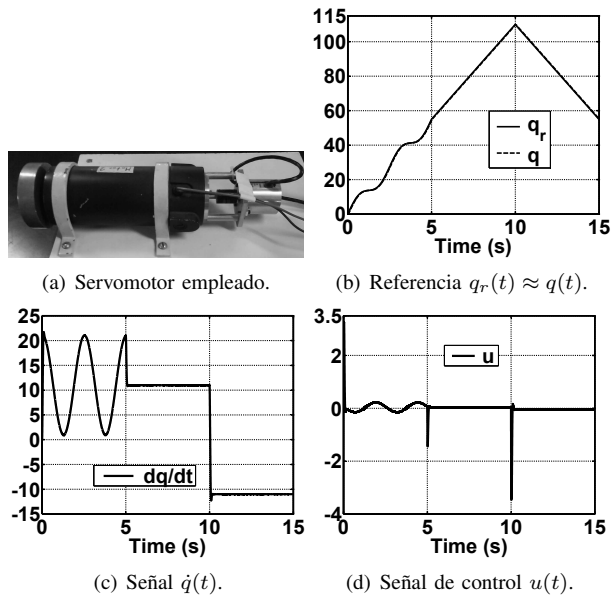 115
100
80
60
40
20
0
q_r
q
0 5 10 15
Time (s)
(a) Servomotor empleado.
(b) Referencia q_r(t) ≈ q(t).
25
20
15
10
5
0
-5
-10
-15
dq/dt
0 5 10 15
Time (s)
3.5
2
0
-2
-4
u
0 5 10 15
Time (s)
(c) Señal q̇(t).
(d) Señal de control u(t).